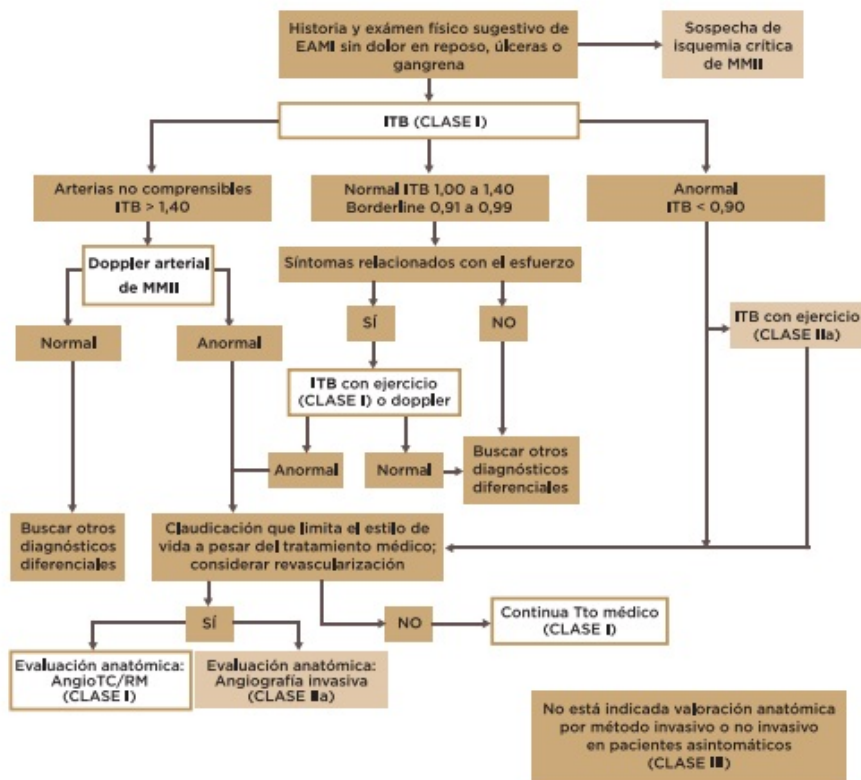 Historia y exámen físico sugestivo de
EAMI sin dolor en reposo, úlceras o
gangrena
Sospecha de
isquemia crítica
de MMII
ITB (CLASE I)
Arterias no comprensibles
ITB > 1,40
Normal ITB 1,00 a 1,40
Borderline 0,91 a 0,99
Anormal
ITB < 0,90
Doppler arterial
de MMII
Síntomas relacionados con el esfuerzo
Normal
Anormal
SÍ
NO
ITB con ejercicio
(CLASE IIa)
ITB con ejercicio
(CLASE I) o doppler
Anormal
Normal
Buscar otros
diagnósticos
diferenciales
Buscar otros
diagnósticos
diferenciales
Claudicación que limita el estilo de
vida a pesar del tratamiento médico;
considerar revascularización
SÍ
NO
Continua Tto médico
(CLASE I)
Evaluación anatómica:
AngioTC/RM
(CLASE I)
Evaluación anatómica:
Angiografía invasiva
(CLASE IIa)
No está indicada valoración anatómica
por método invasivo o no invasivo
en pacientes asintomáticos
(CLASE III)